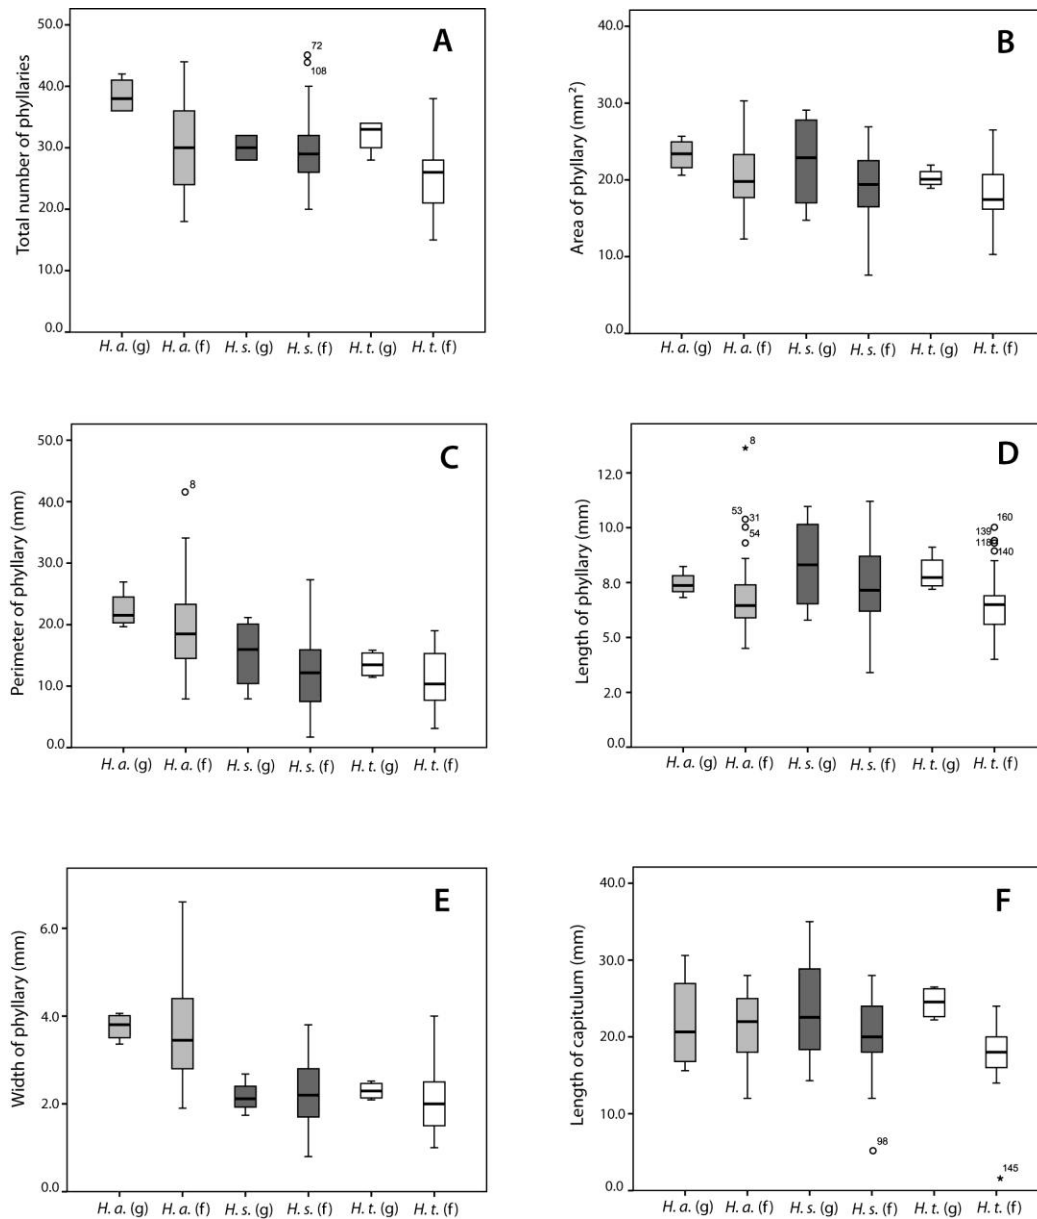 A
Total number of phyllaries
50.0
40.0
30.0
20.0
10.0
0.0
72
108
H. a. (g) H. a. (f) H. s. (g) H. s. (f) H. t. (g) H. t. (f)
B
Area of phyllary (mm²)
40.0
30.0
20.0
10.0
0.0
H. a. (g) H. a. (f) H. s. (g) H. s. (f) H. t. (g) H. t. (f)
C
Perimeter of phyllary (mm)
50.0
40.0
30.0
20.0
10.0
0.0
8
H. a. (g) H. a. (f) H. s. (g) H. s. (f) H. t. (g) H. t. (f)
D
Length of phyllary (mm)
12.0
10.0
8.0
5.0
2.0
0.0
8
53 31
54
160
139
118
140
H. a. (g) H. a. (f) H. s. (g) H. s. (f) H. t. (g) H. t. (f)
E
Width of phyllary (mm)
6.0
4.0
2.0
0.0
H. a. (g) H. a. (f) H. s. (g) H. s. (f) H. t. (g) H. t. (f)
F
Length of capitulum (mm)
40.0
30.0
20.0
10.0
0.0
98
145
H. a. (g) H. a. (f) H. s. (g) H. s. (f) H. t. (g) H. t. (f)